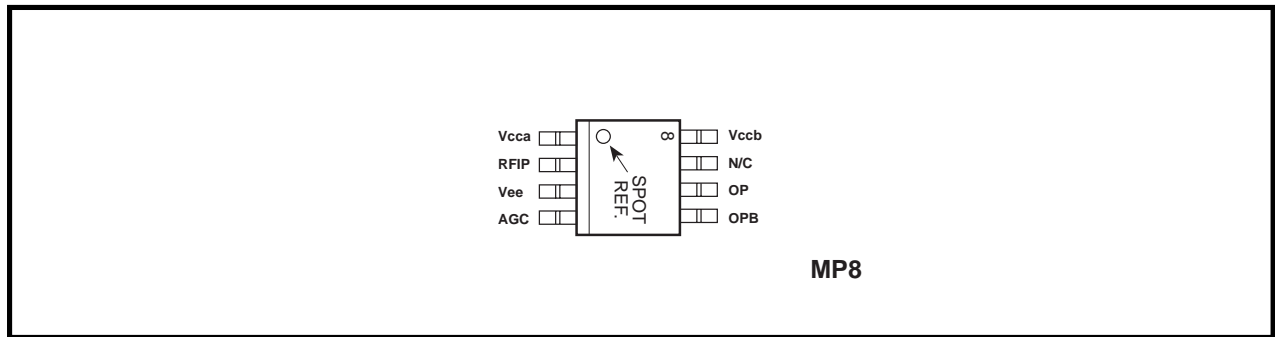 Vcca
RFIP
Vee
AGC
8
SPOT
REF.
Vccb
N/C
OP
OPB
MP8